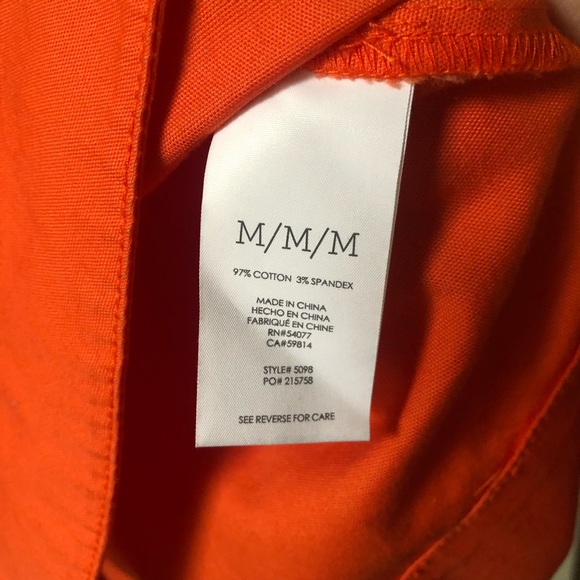 M/M/M
97% COTTON 3% SPANDEX
MADE IN CHINA
HECHO EN CHINA
FABRIQUÉ EN CHINE
RN#54077
CA#59814
STYLE# 5098
PO# 215758
SEE REVERSE FOR CARE